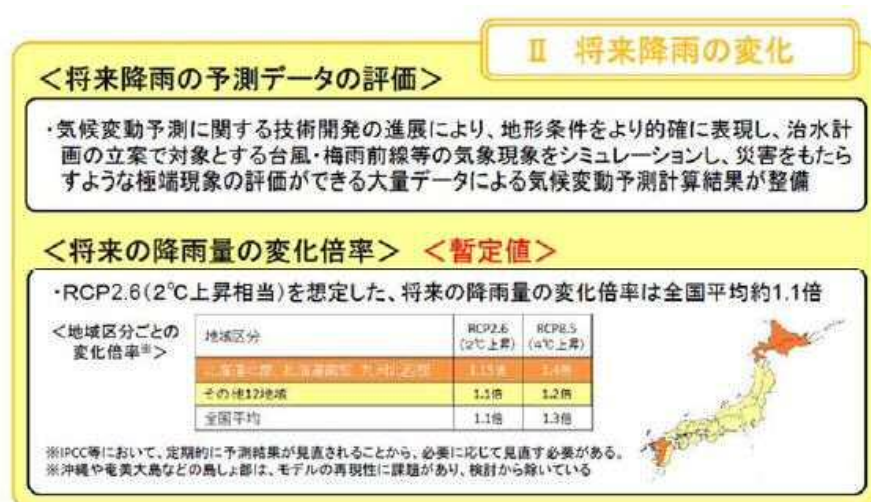 Ⅱ 将来降雨の変化
＜将来降雨の予測データの評価＞
・気候変動予測に関する技術開発の進展により、地形条件をより的確に表現し、治水計
画の立案で対象とする台風・梅雨前線等の気象現象をシミュレーションし、災害をもたら
すような極端現象の評価ができる大量データによる気候変動予測計算結果が整備
＜将来の降雨量の変化倍率＞ ＜暫定値＞
・RCP2.6(2℃上昇相当)を想定した、将来の降雨量の変化倍率は全国平均約1.1倍
＜地域区分ごとの
変化倍率※＞
地域区分 RCP2.6 RCP8.5
(2℃上昇) (4℃上昇)
北海道北部、北海道南部、九州北西部 1.15倍 1.4倍
その他12地域 1.1倍 1.2倍
全国平均 1.1倍 1.3倍
※IPCC等において、定期的に予測結果が見直されることから、必要に応じて見直す必要がある。
※沖縄や奄美大島などの島しょ部は、モデルの再現性に課題があり、検討から除いている